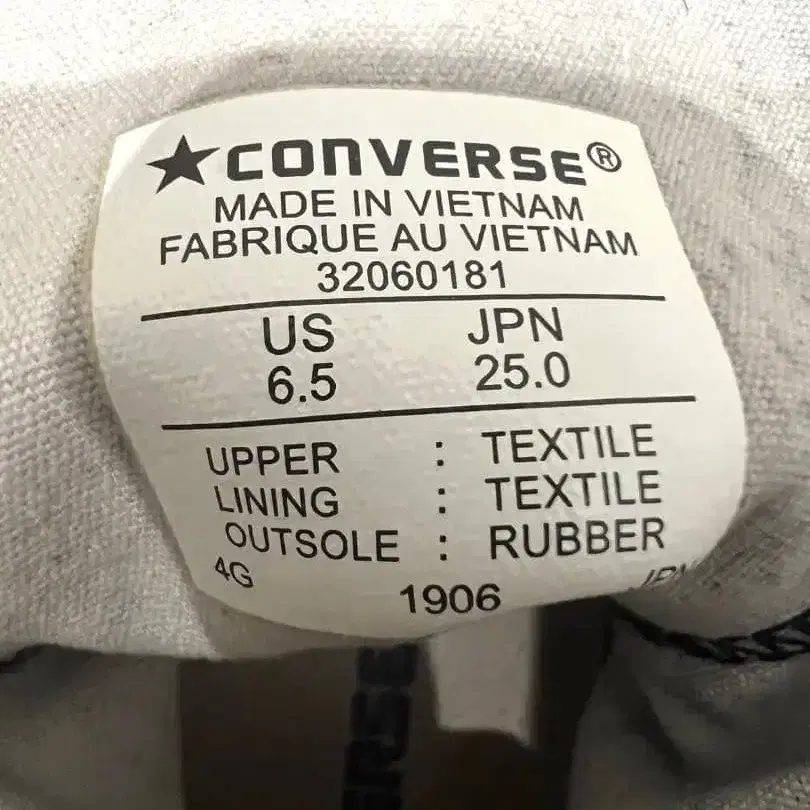 ★CONVERSE®
MADE IN VIETNAM
FABRIQUE AU VIETNAM
32060181
US JPN
6.5 25.0
UPPER : TEXTILE
LINING : TEXTILE
OUTSOLE : RUBBER
4G 1906 JPN